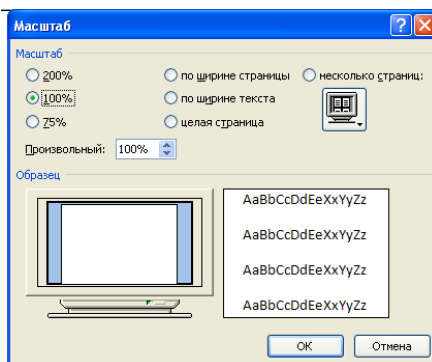 Масштаб
Масштаб
200% по ширине страницы несколько страниц:
100% по ширине текста
75% целая страница
Произвольный: 100%
Образец
AaBbCcDdEeXxYyZz
AaBbCcDdEeXxYyZz
AaBbCcDdEeXxYyZz
AaBbCcDdEeXxYyZz
ОК Отмена